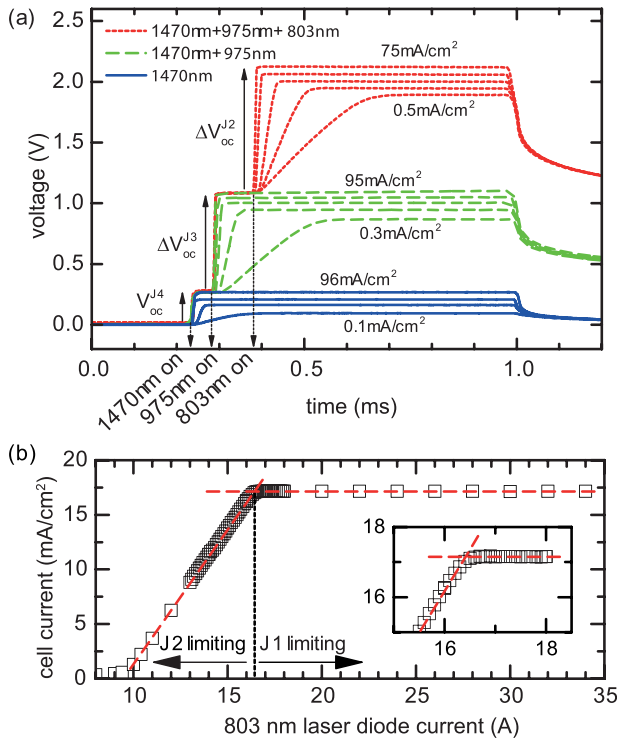 (a)
1470nm+975nm+803nm
1470nm+975nm
1470nm
75mA/cm²
0.5mA/cm²
ΔV_oc^J2
95mA/cm²
0.3mA/cm²
ΔV_oc^J3
96mA/cm²
0.1mA/cm²
V_oc^J4
voltage (V)
2.5
2.0
1.5
1.0
0.5
0.0
0.0 0.5 1.0
1470nm on
975nm on
803nm on
time (ms)
(b)
cell current (mA/cm²)
20
15
10
5
0
18
17
16
16 18
J2 limiting J1 limiting
10 15 20 25 30 35
803 nm laser diode current (A)